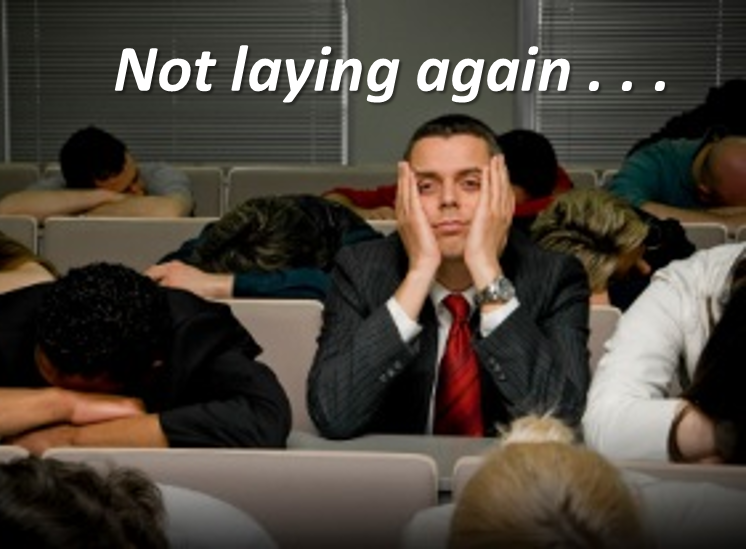 Not laying again . . .